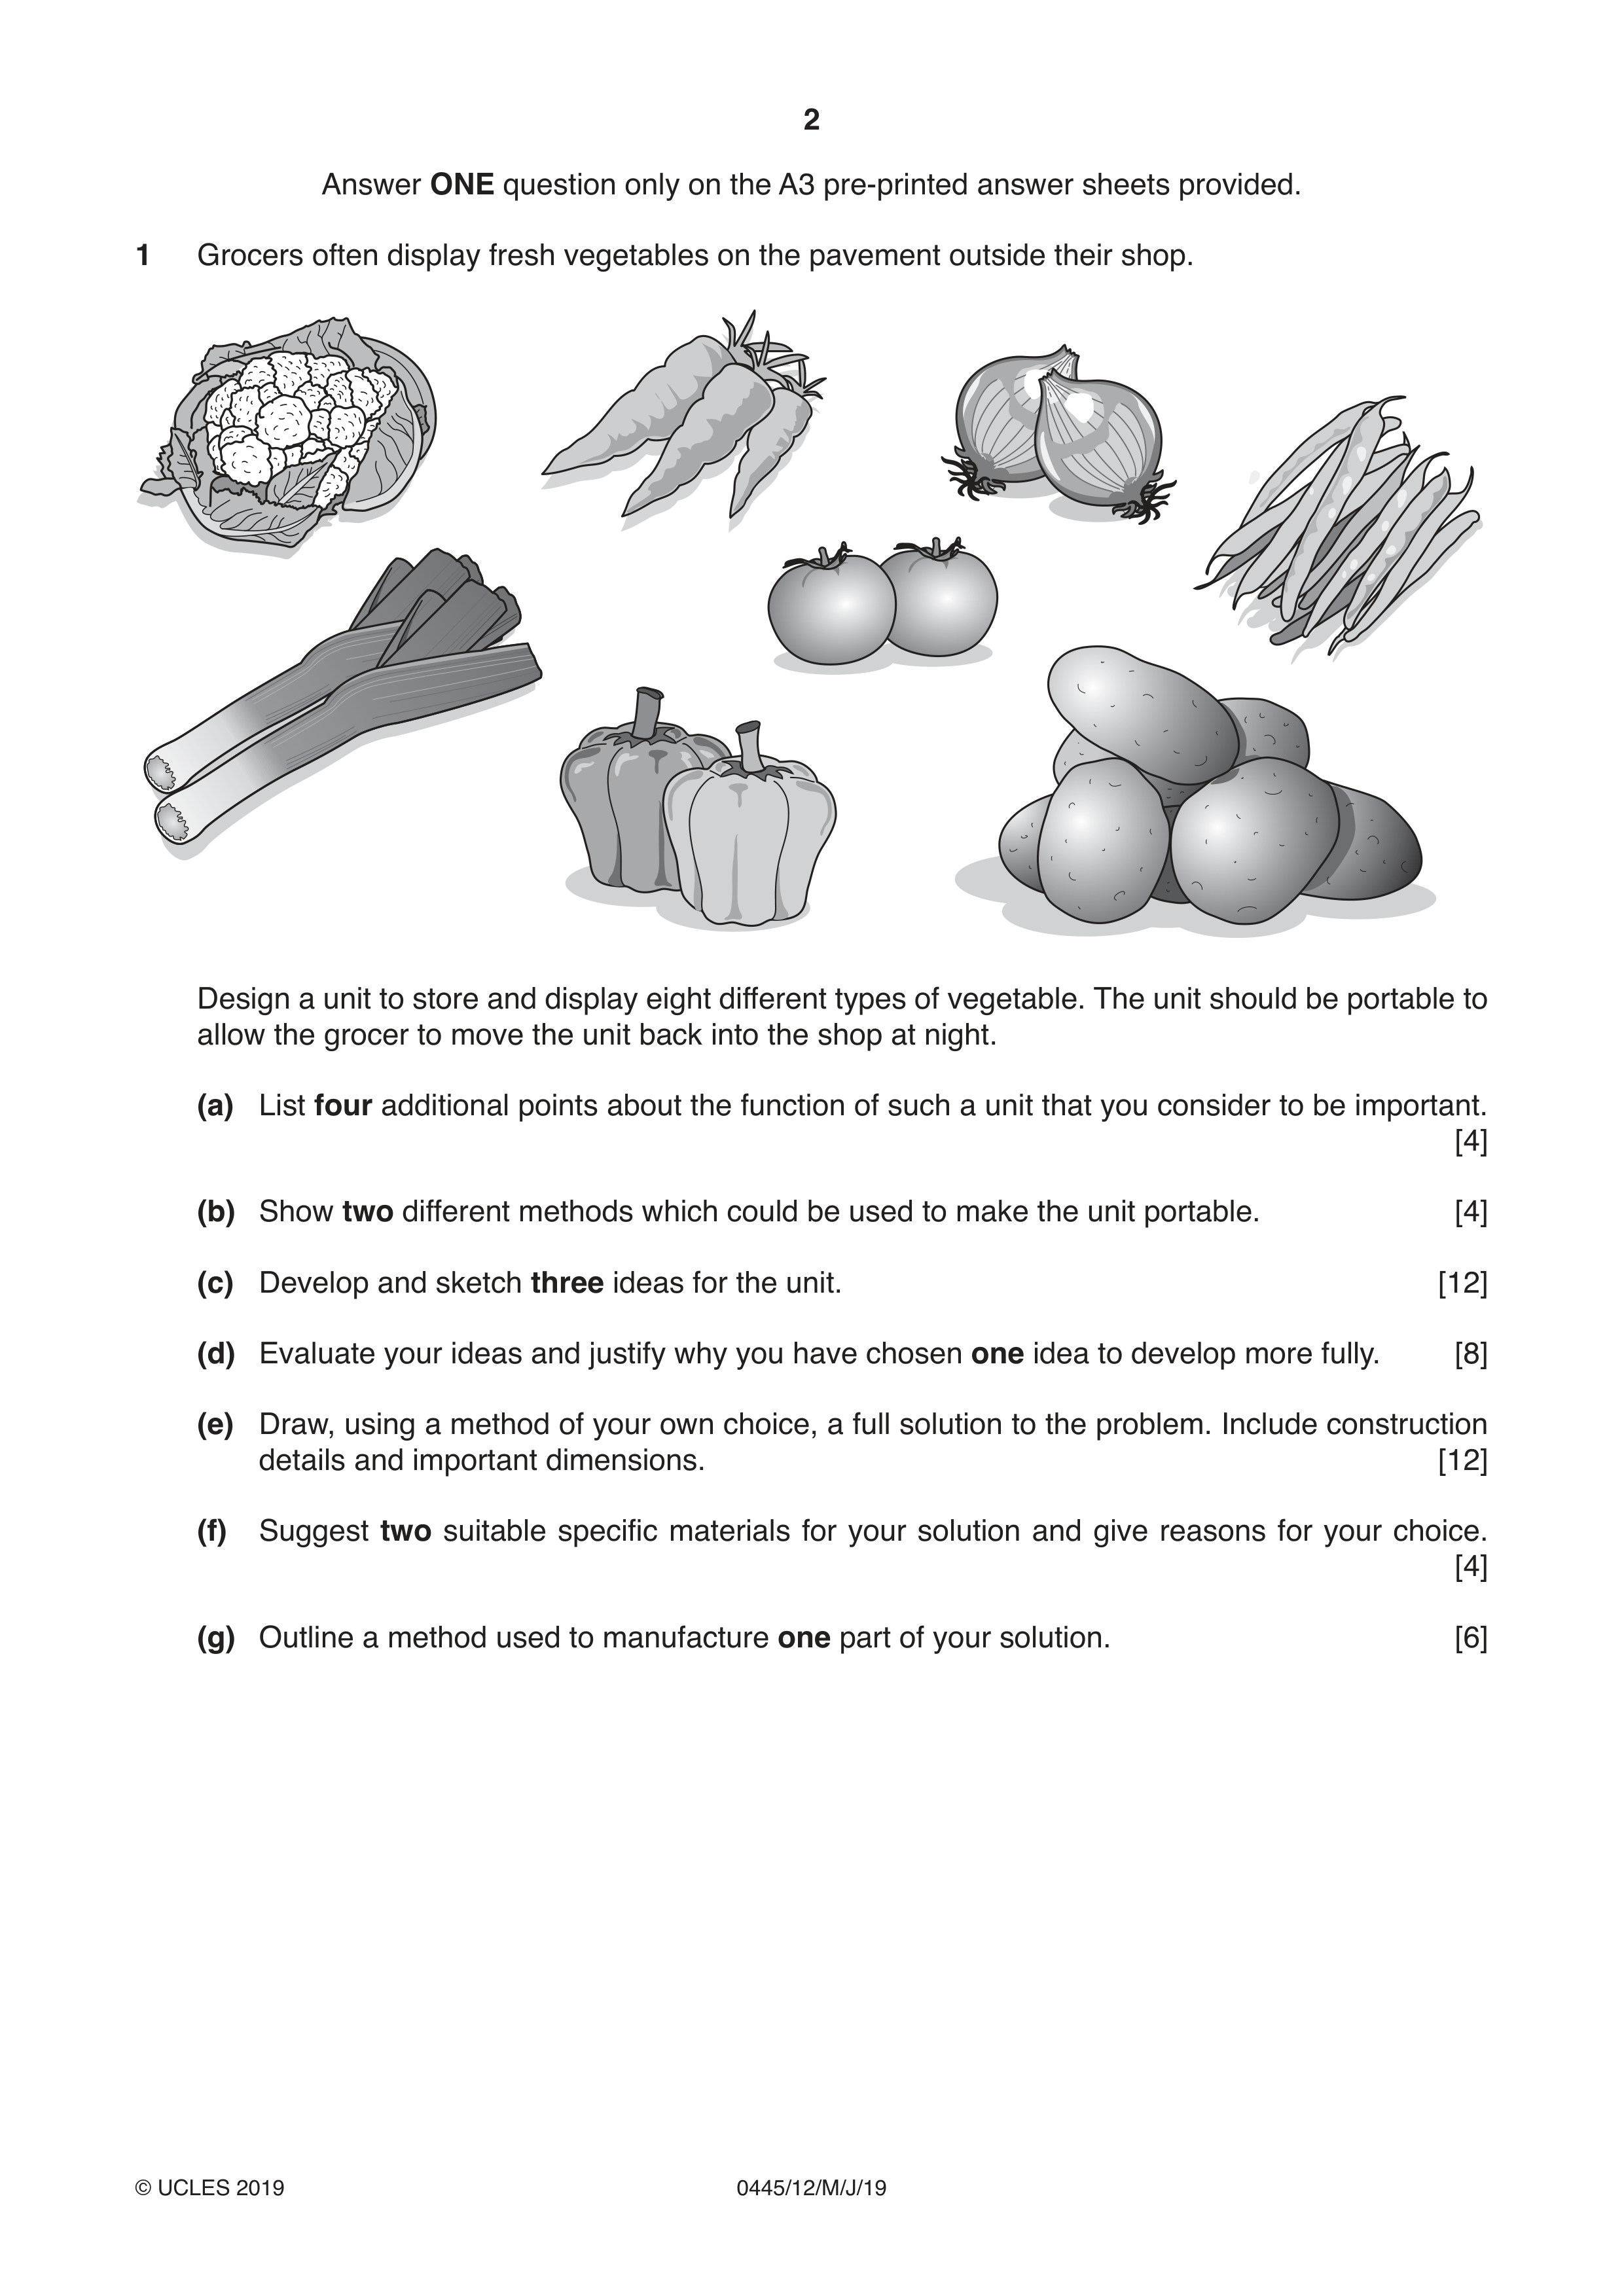 2
Answer ONE question only on the A3 pre-printed answer sheets provided.
1 Grocers often display fresh vegetables on the pavement outside their shop.
Design a unit to store and display eight different types of vegetable. The unit should be portable to
allow the grocer to move the unit back into the shop at night.
(a) List four additional points about the function of such a unit that you consider to be important.
[4]
(b) Show two different methods which could be used to make the unit portable. [4]
(c) Develop and sketch three ideas for the unit. [12]
(d) Evaluate your ideas and justify why you have chosen one idea to develop more fully. [8]
(e) Draw, using a method of your own choice, a full solution to the problem. Include construction
details and important dimensions. [12]
(f) Suggest two suitable specific materials for your solution and give reasons for your choice.
[4]
(g) Outline a method used to manufacture one part of your solution. [6]
© UCLES 2019 0445/12/M/J/19